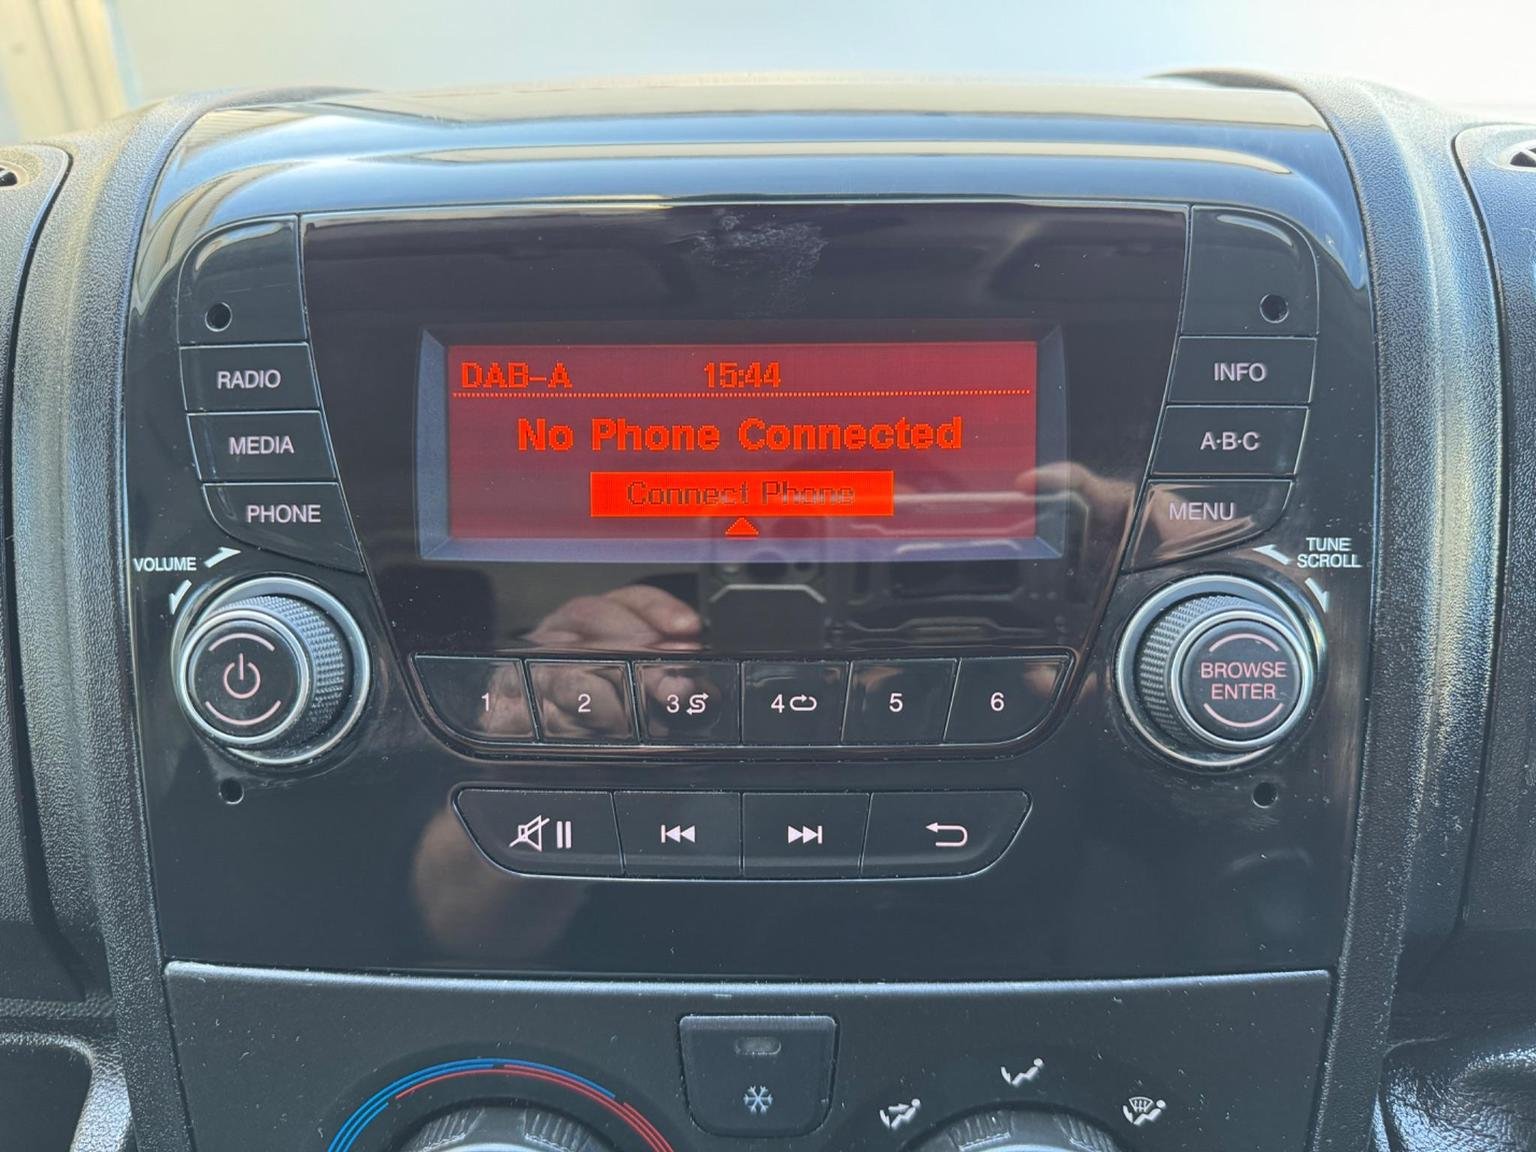 DAB-A 15:44
No Phone Connected
Connect Phone
RADIO
MEDIA
PHONE
INFO
A·B·C
MENU
VOLUME
TUNE
SCROLL
BROWSE
ENTER
1 2 3 4 5 6